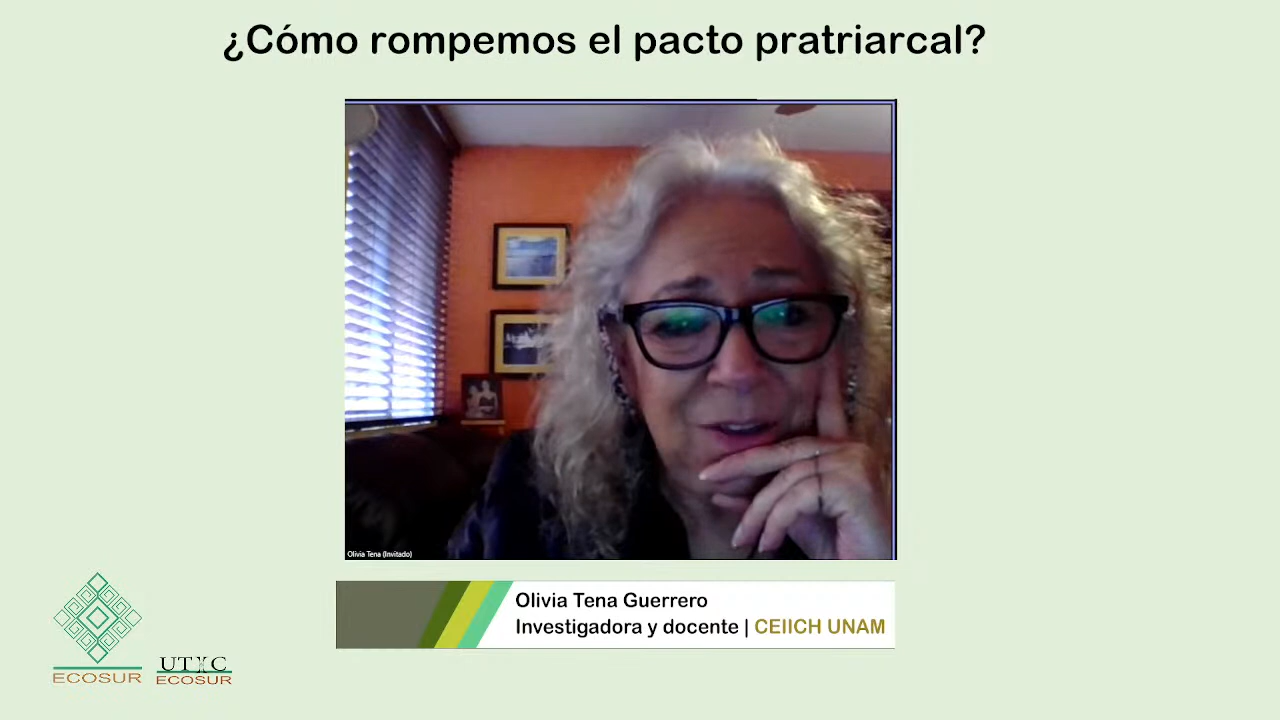 ¿Cómo rompemos el pacto pratriarcal?
Olivia Tena (Invitado)
Olivia Tena Guerrero
Investigadora y docente | CEIICH UNAM
ECOSUR
UTIC
ECOSUR